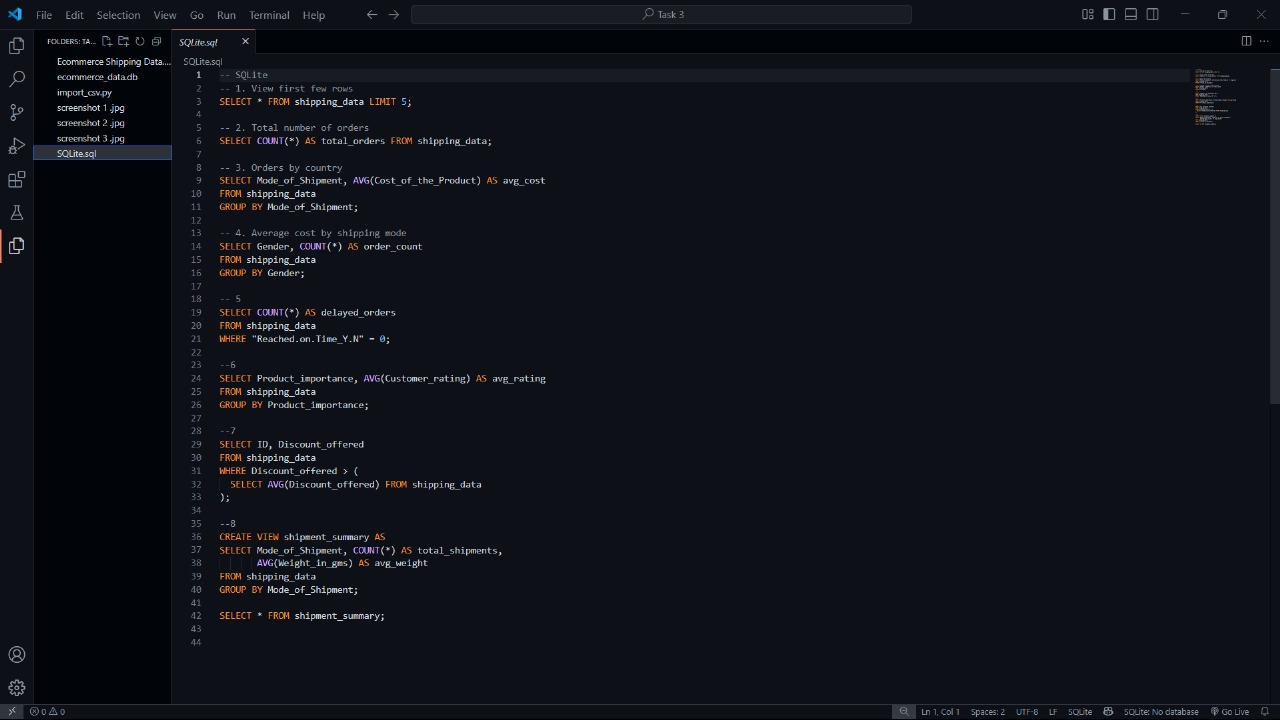 File Edit Selection View Go Run Terminal Help
Task 3
FOLDERS: TA...
Ecommerce Shipping Data....
ecommerce_data.db
import_csv.py
screenshot 1 .jpg
screenshot 2 .jpg
screenshot 3 .jpg
SQLite.sql
SQLite.sql
SQLite.sql
1 -- SQLite
2 -- 1. View first few rows
3 SELECT * FROM shipping_data LIMIT 5;
4
5 -- 2. Total number of orders
6 SELECT COUNT(*) AS total_orders FROM shipping_data;
7
8 -- 3. Orders by country
9 SELECT Mode_of_Shipment, AVG(Cost_of_the_Product) AS avg_cost
10 FROM shipping_data
11 GROUP BY Mode_of_Shipment;
12
13 -- 4. Average cost by shipping mode
14 SELECT Gender, COUNT(*) AS order_count
15 FROM shipping_data
16 GROUP BY Gender;
17
18 -- 5
19 SELECT COUNT(*) AS delayed_orders
20 FROM shipping_data
21 WHERE "Reached.on.Time_Y.N" = 0;
22
23 --6
24 SELECT Product_importance, AVG(Customer_rating) AS avg_rating
25 FROM shipping_data
26 GROUP BY Product_importance;
27
28 --7
29 SELECT ID, Discount_offered
30 FROM shipping_data
31 WHERE Discount_offered > (
32 SELECT AVG(Discount_offered) FROM shipping_data
33 );
34
35 --8
36 CREATE VIEW shipment_summary AS
37 SELECT Mode_of_Shipment, COUNT(*) AS total_shipments,
38 AVG(Weight_in_gms) AS avg_weight
39 FROM shipping_data
40 GROUP BY Mode_of_Shipment;
41
42 SELECT * FROM shipment_summary;
43
44
0 0
Ln 1, Col 1 Spaces: 2 UTF-8 LF SQLite SQLite: No database Go Live